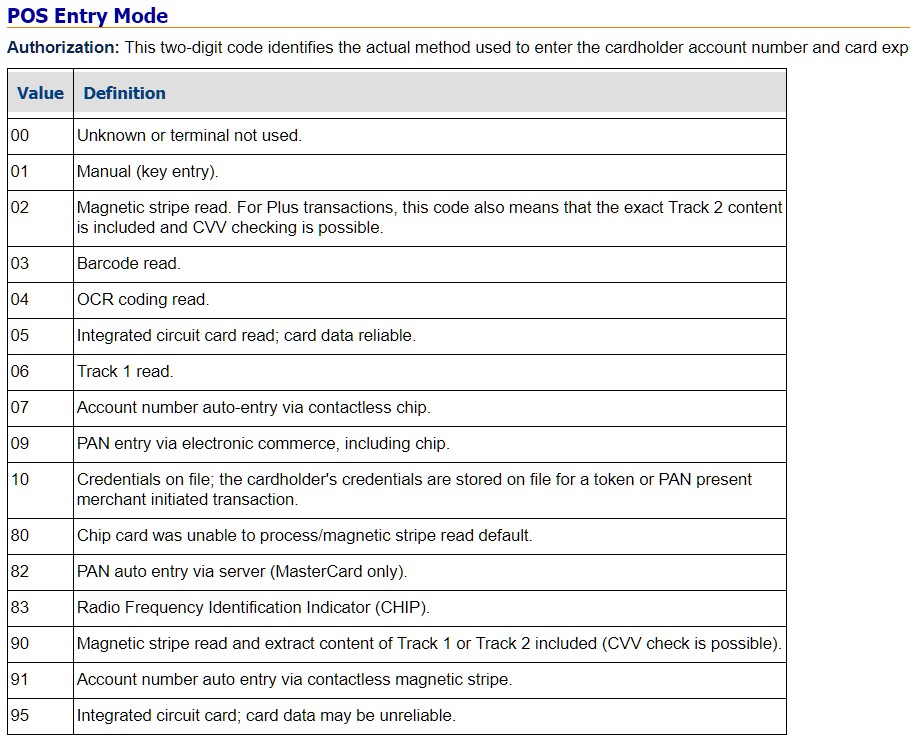 POS Entry Mode
Authorization: This two-digit code identifies the actual method used to enter the cardholder account number and card exp
Value Definition
00 Unknown or terminal not used.
01 Manual (key entry).
02 Magnetic stripe read. For Plus transactions, this code also means that the exact Track 2 content
is included and CVV checking is possible.
03 Barcode read.
04 OCR coding read.
05 Integrated circuit card read; card data reliable.
06 Track 1 read.
07 Account number auto-entry via contactless chip.
09 PAN entry via electronic commerce, including chip.
10 Credentials on file; the cardholder's credentials are stored on file for a token or PAN present
merchant initiated transaction.
80 Chip card was unable to process/magnetic stripe read default.
82 PAN auto entry via server (MasterCard only).
83 Radio Frequency Identification Indicator (CHIP).
90 Magnetic stripe read and extract content of Track 1 or Track 2 included (CVV check is possible).
91 Account number auto entry via contactless magnetic stripe.
95 Integrated circuit card; card data may be unreliable.